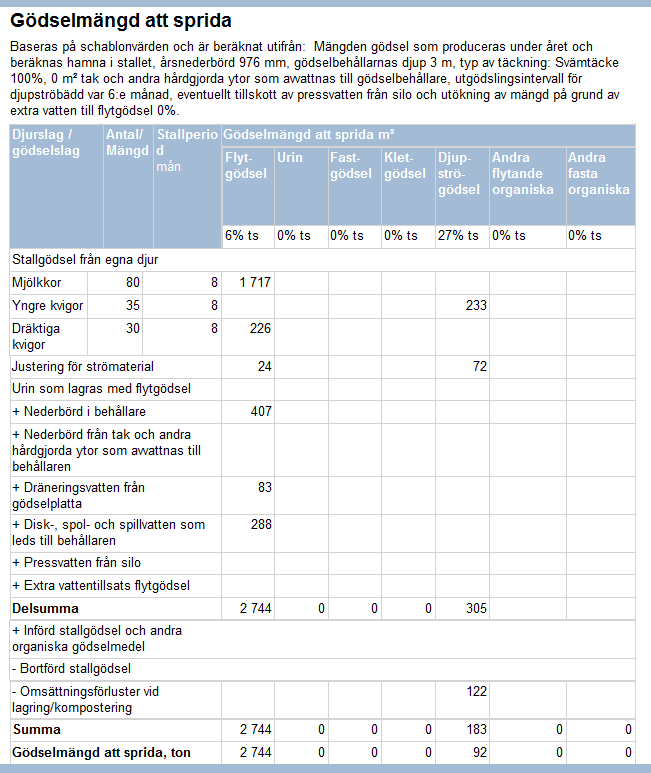 Gödselmängd att sprida
Baseras på schablonvärden och är beräknat utifrån: Mängden gödsel som produceras under året och
beräknas hamna i stallet, årsnederbörd 976 mm, gödselbehållarnas djup 3 m, typ av täckning: Svämtäcke
100%, 0 m² tak och andra hårdgjorda ytor som avvattnas till gödselbehållare, utgödslingsintervall för
djupströbädd var 6:e månad, eventuellt tillskott av pressvatten från silo och utökning av mängd på grund av
extra vatten till flytgödsel 0%.
Djurslag / gödselslag Antal/ Mängd Stallperio d mån Gödselmängd att sprida m³
Flyt- gödsel Urin Fast- gödsel Klet- gödsel Djup- strö- gödsel Andra flytande organiska Andra fasta organiska
6% ts 0% ts 0% ts 0% ts 27% ts 0% ts 0% ts
Stallgödsel från egna djur
Mjölkkor 80 8 1 717
Yngre kvigor 35 8 233
Dräktiga 30 8 226
kvigor
Justering för strömaterial 24 72
Urin som lagras med flytgödsel
+ Nederbörd i behållare 407
+ Nederbörd från tak och andra
hårdgjorda ytor som avvattnas till
behållaren
+ Dräneringsvatten från 83
gödselplatta
+ Disk-, spol- och spillvatten som 288
leds till behållaren
+ Pressvatten från silo
+ Extra vattentillsats flytgödsel
Delsumma 2 744 0 0 0 305
+ Införd stallgödsel och andra
organiska gödselmedel
- Bortförd stallgödsel
- Omsättningsförluster vid 122
lagring/kompostering
Summa 2 744 0 0 0 183 0 0
Gödselmängd att sprida, ton 2 744 0 0 0 92 0 0